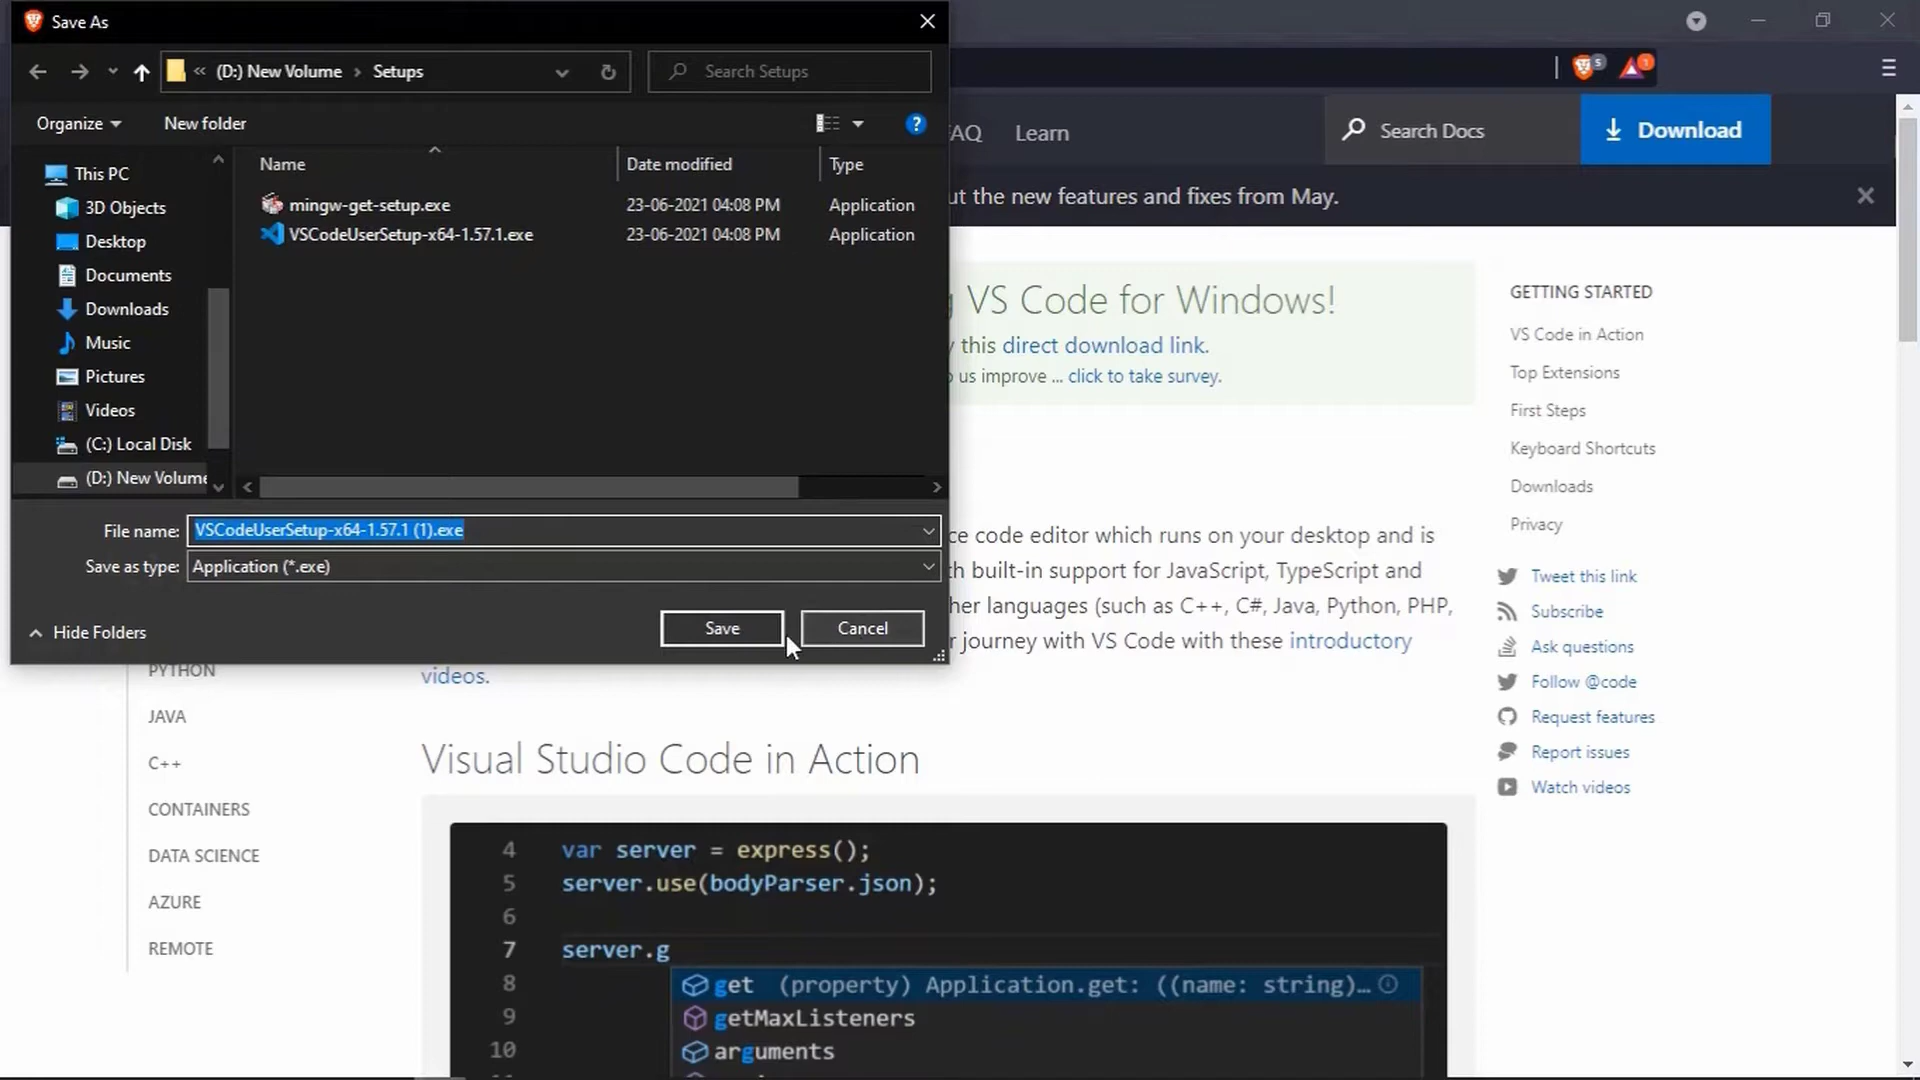 Save As
« (D:) New Volume › Setups
Search Setups
Organize
New folder
?
Name
Date modified
Type
mingw-get-setup.exe
23-06-2021 04:08 PM
Application
VSCodeUserSetup-x64-1.57.1.exe
23-06-2021 04:08 PM
Application
This PC
3D Objects
Desktop
Documents
Downloads
Music
Pictures
Videos
(C:) Local Disk
(D:) New Volume
File name:
VSCodeUserSetup-x64-1.57.1 (1).exe
Save as type:
Application (*.exe)
Hide Folders
Save
Cancel
5
1
AQ
Learn
Search Docs
Download
ut the new features and fixes from May.
VS Code for Windows!
this direct download link.
us improve ... click to take survey.
ce code editor which runs on your desktop and is
h built-in support for JavaScript, TypeScript and
her languages (such as C++, C#, Java, Python, PHP,
r journey with VS Code with these introductory
videos.
PYTHON
JAVA
C++
CONTAINERS
DATA SCIENCE
AZURE
REMOTE
Visual Studio Code in Action
4 var server = express();
5 server.use(bodyParser.json);
6
7 server.g
8 get (property) Application.get: ((name: string)…
9 getMaxListeners
10 arguments
GETTING STARTED
VS Code in Action
Top Extensions
First Steps
Keyboard Shortcuts
Downloads
Privacy
Tweet this link
Subscribe
Ask questions
Follow @code
Request features
Report issues
Watch videos